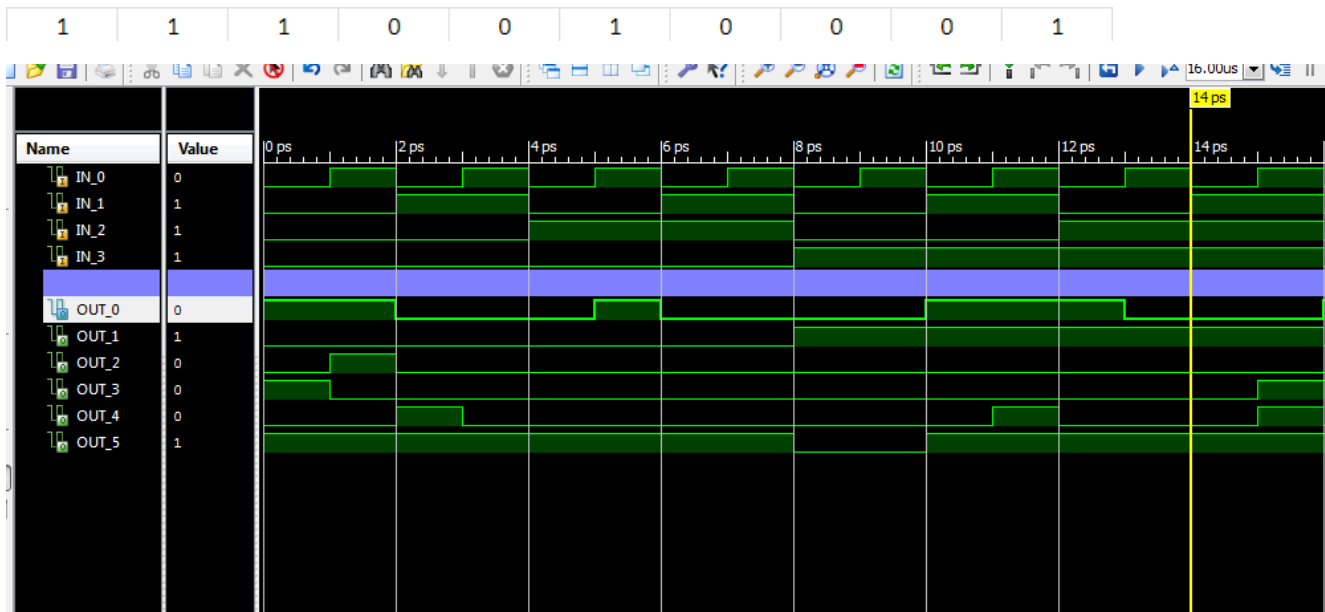 1 1 1 0 0 1 0 0 0 1
16.00us
14 ps
Name Value 0 ps 2 ps 4 ps 6 ps 8 ps 10 ps 12 ps 14 ps
IN_0 0
IN_1 1
IN_2 1
IN_3 1
OUT_0 0
OUT_1 1
OUT_2 0
OUT_3 0
OUT_4 0
OUT_5 1